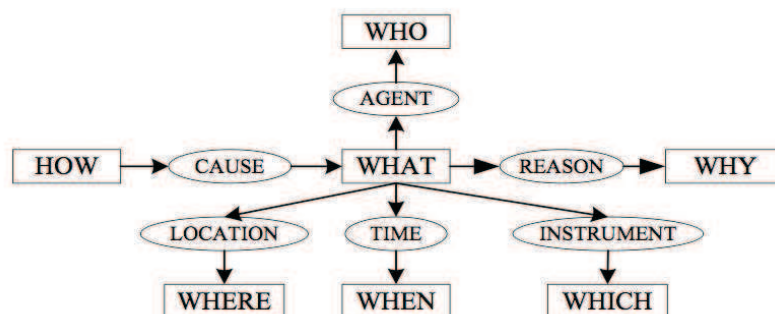 WHO
AGENT
HOW CAUSE WHAT REASON WHY
LOCATION TIME INSTRUMENT
WHERE WHEN WHICH